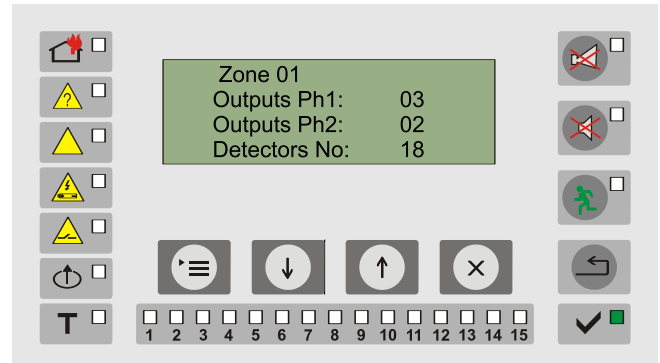 Zone 01
Outputs Ph1: 03
Outputs Ph2: 02
Detectors No: 18
?
T
1 2 3 4 5 6 7 8 9 10 11 12 13 14 15